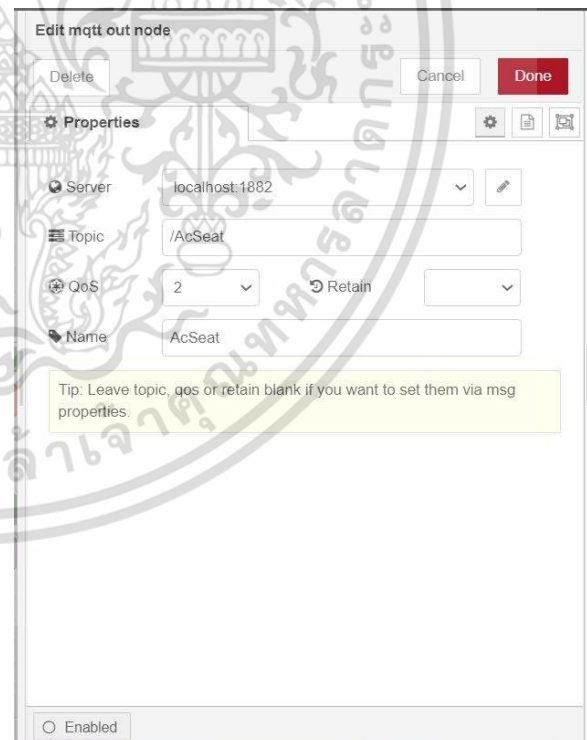 Edit mqtt out node
Delete
Cancel
Done
Properties
Server
localhost:1882
Topic
/AcSeat
QoS
2
Retain
Name
AcSeat
Tip: Leave topic, qos or retain blank if you want to set them via msg
properties.
Enabled